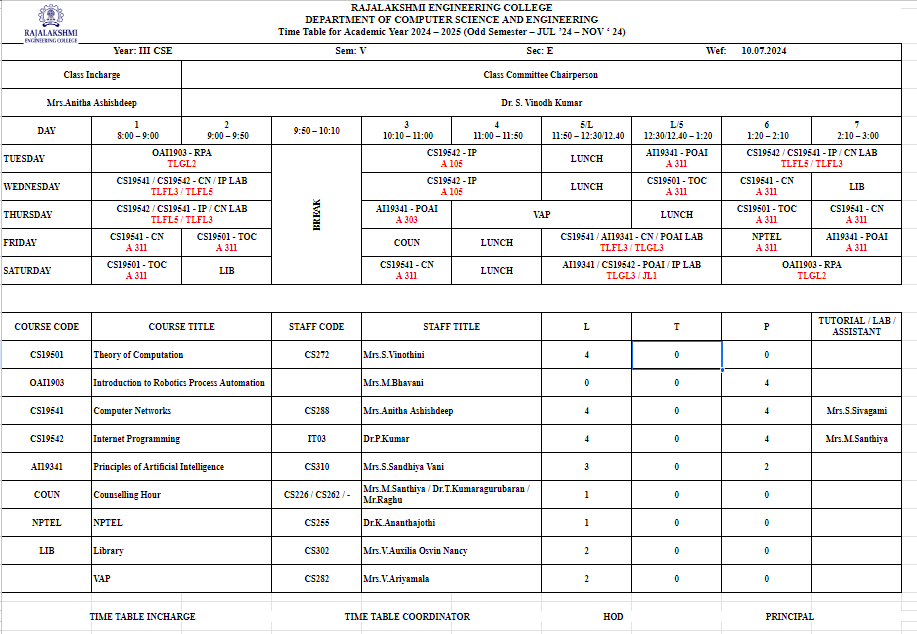 RAJALAKSHMI ENGINEERING COLLEGE
DEPARTMENT OF COMPUTER SCIENCE AND ENGINEERING
Time Table for Academic Year 2024 – 2025 (Odd Semester – JUL '24 – NOV ' 24)
RAJALAKSHMI
ENGINEERING COLLEGE
Year: III CSE Sem: V Sec: E Wef: 10.07.2024
Class Incharge Class Committee Chairperson
Mrs.Anitha Ashishdeep Dr. S. Vinodh Kumar
DAY 1 2 9:50 – 10:10 3 4 5/L L/5 6 7
8:00 – 9:00 9:00 – 9:50 10:10 – 11:00 11:00 – 11:50 11:50 – 12:30/12.40 12:30/12.40 – 1:20 1:20 – 2:10 2:10 – 3:00
BREAK
TUESDAY OAI1903 - RPA CS19542 - IP LUNCH AI19341 - POAI CS19542 / CS19541 - IP / CN LAB
TLGL2 A 105 A 311 TLFL5 / TLFL3
WEDNESDAY CS19541 / CS19542 - CN / IP LAB CS19542 - IP LUNCH CS19501 - TOC CS19541 - CN LIB
TLFL3 / TLFL5 A 105 A 311 A 311
THURSDAY CS19542 / CS19541 - IP / CN LAB AI19341 - POAI VAP LUNCH CS19501 - TOC CS19541 - CN
TLFL5 / TLFL3 A 303 A 311 A 311
FRIDAY CS19541 - CN CS19501 - TOC COUN LUNCH CS19541 / AI19341 - CN / POAI LAB NPTEL AI19341 - POAI
A 311 A 311 TLFL3 / TLGL3 A 311 A 311
SATURDAY CS19501 - TOC LIB CS19541 - CN LUNCH AI19341 / CS19542 - POAI / IP LAB OAI1903 - RPA
A 311 A 311 TLGL3 / JL1 TLGL2
COURSE CODE COURSE TITLE STAFF CODE STAFF TITLE L T P TUTORIAL / LAB / ASSISTANT
CS19501 Theory of Computation CS272 Mrs.S.Vinothini 4 0 0
OAI1903 Introduction to Robotics Process Automation Mrs.M.Bhavani 0 0 4
CS19541 Computer Networks CS288 Mrs.Anitha Ashishdeep 4 0 4 Mrs.S.Sivagami
CS19542 Internet Programming IT03 Dr.P.Kumar 4 0 4 Mrs.M.Santhiya
AI19341 Principles of Artificial Intelligence CS310 Mrs.S.Sandhiya Vani 3 0 2
COUN Counselling Hour CS226 / CS262 / - Mrs.M.Santhiya / Dr.T.Kumaragurubaran / Mr.Raghu 1 0 0
NPTEL NPTEL CS255 Dr.K.Ananthajothi 1 0 0
LIB Library CS302 Mrs.V.Auxilia Osvin Nancy 2 0 0
VAP CS282 Mrs.V.Ariyamala 2 0 0
TIME TABLE INCHARGE TIME TABLE COORDINATOR HOD PRINCIPAL